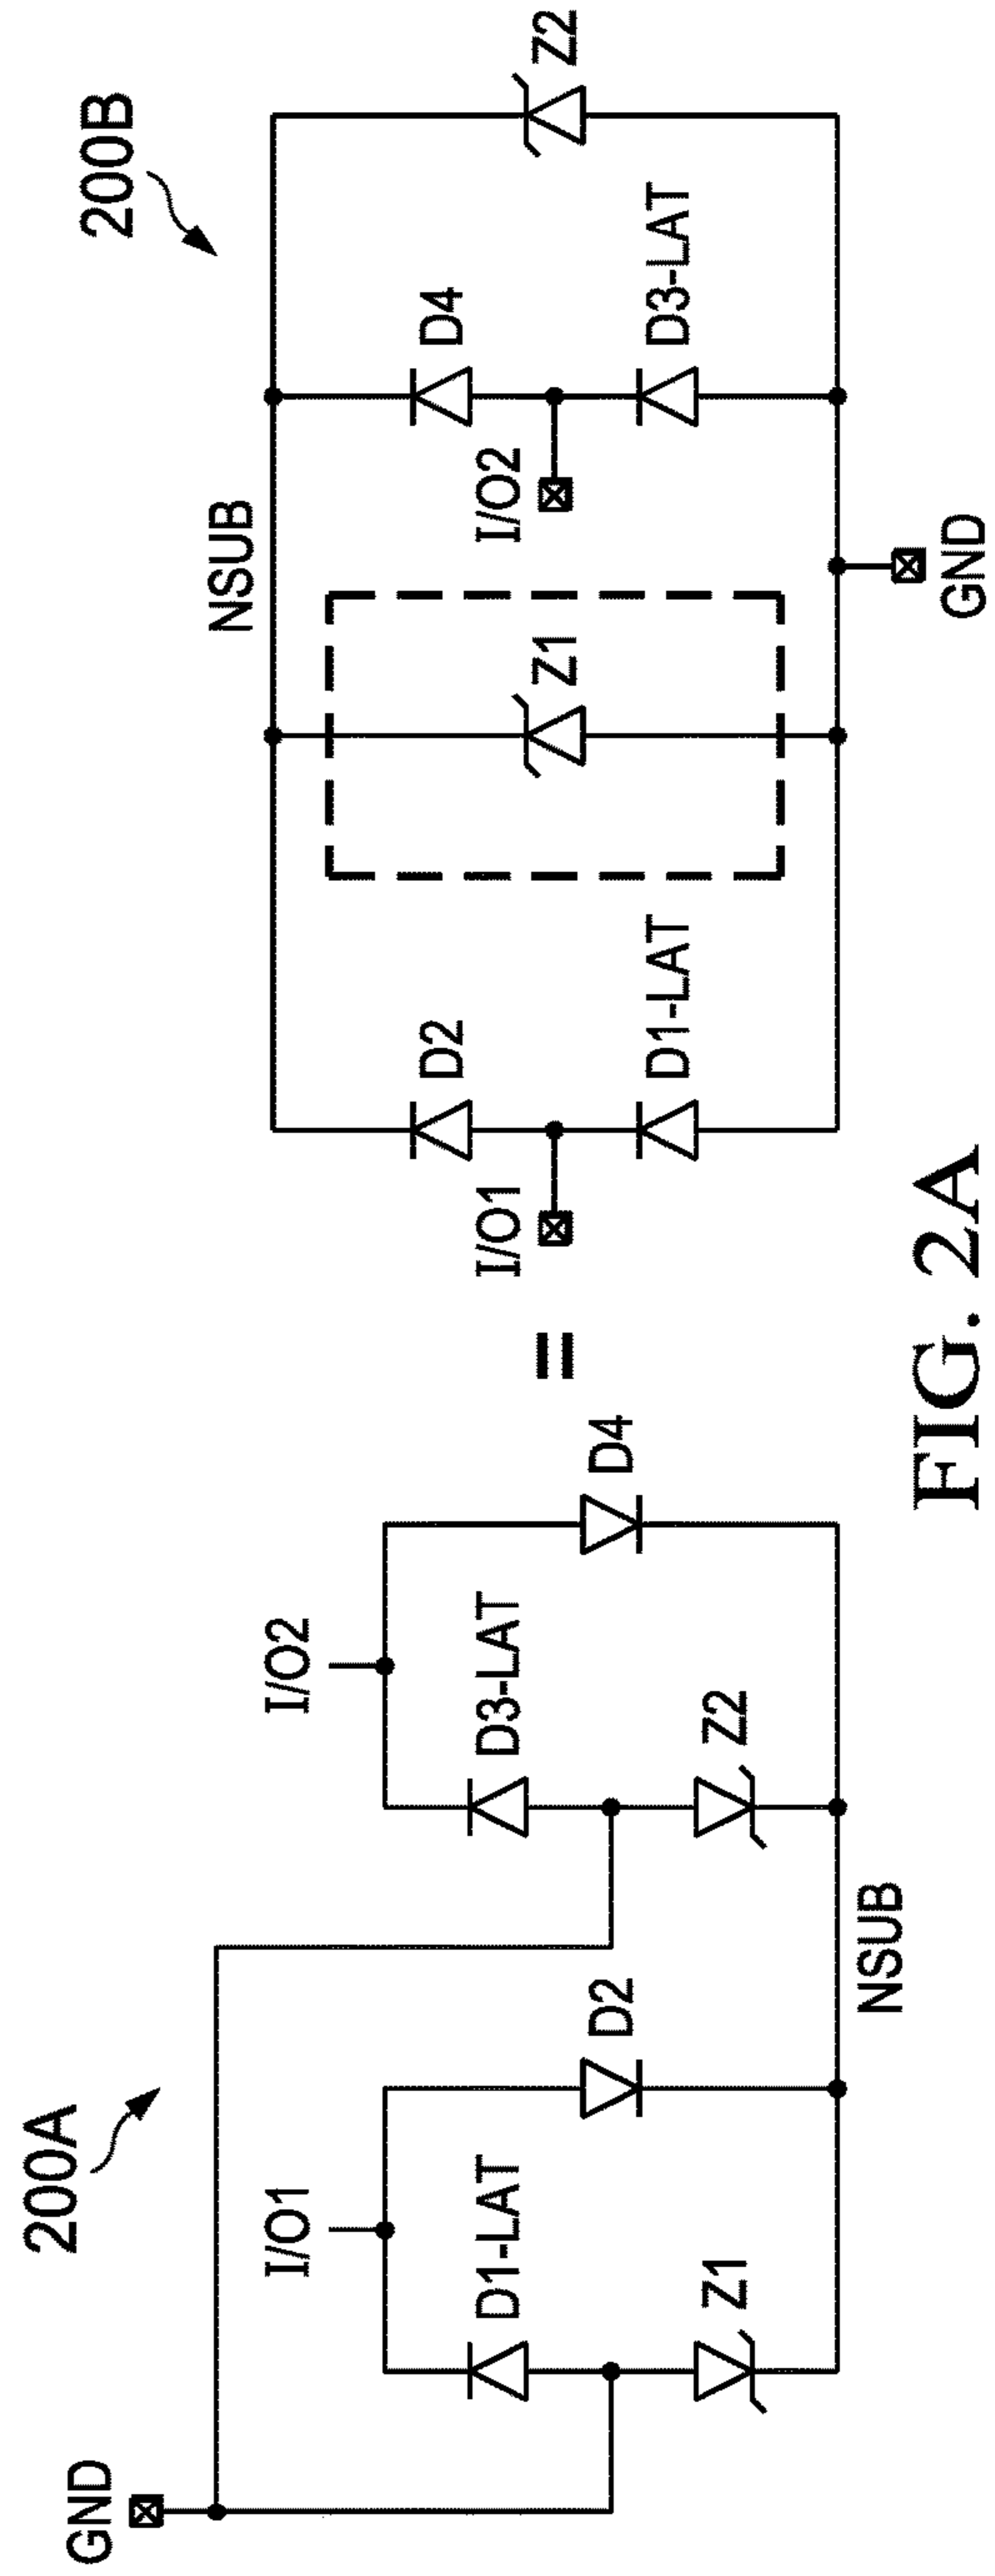 200A
GND
I/O1
I/O2
D1-LAT
D2
D3-LAT
D4
Z1
Z2
NSUB
=
200B
NSUB
D2
D4
I/O1
Z1
I/O2
Z2
D1-LAT
D3-LAT
GND
FIG. 2A